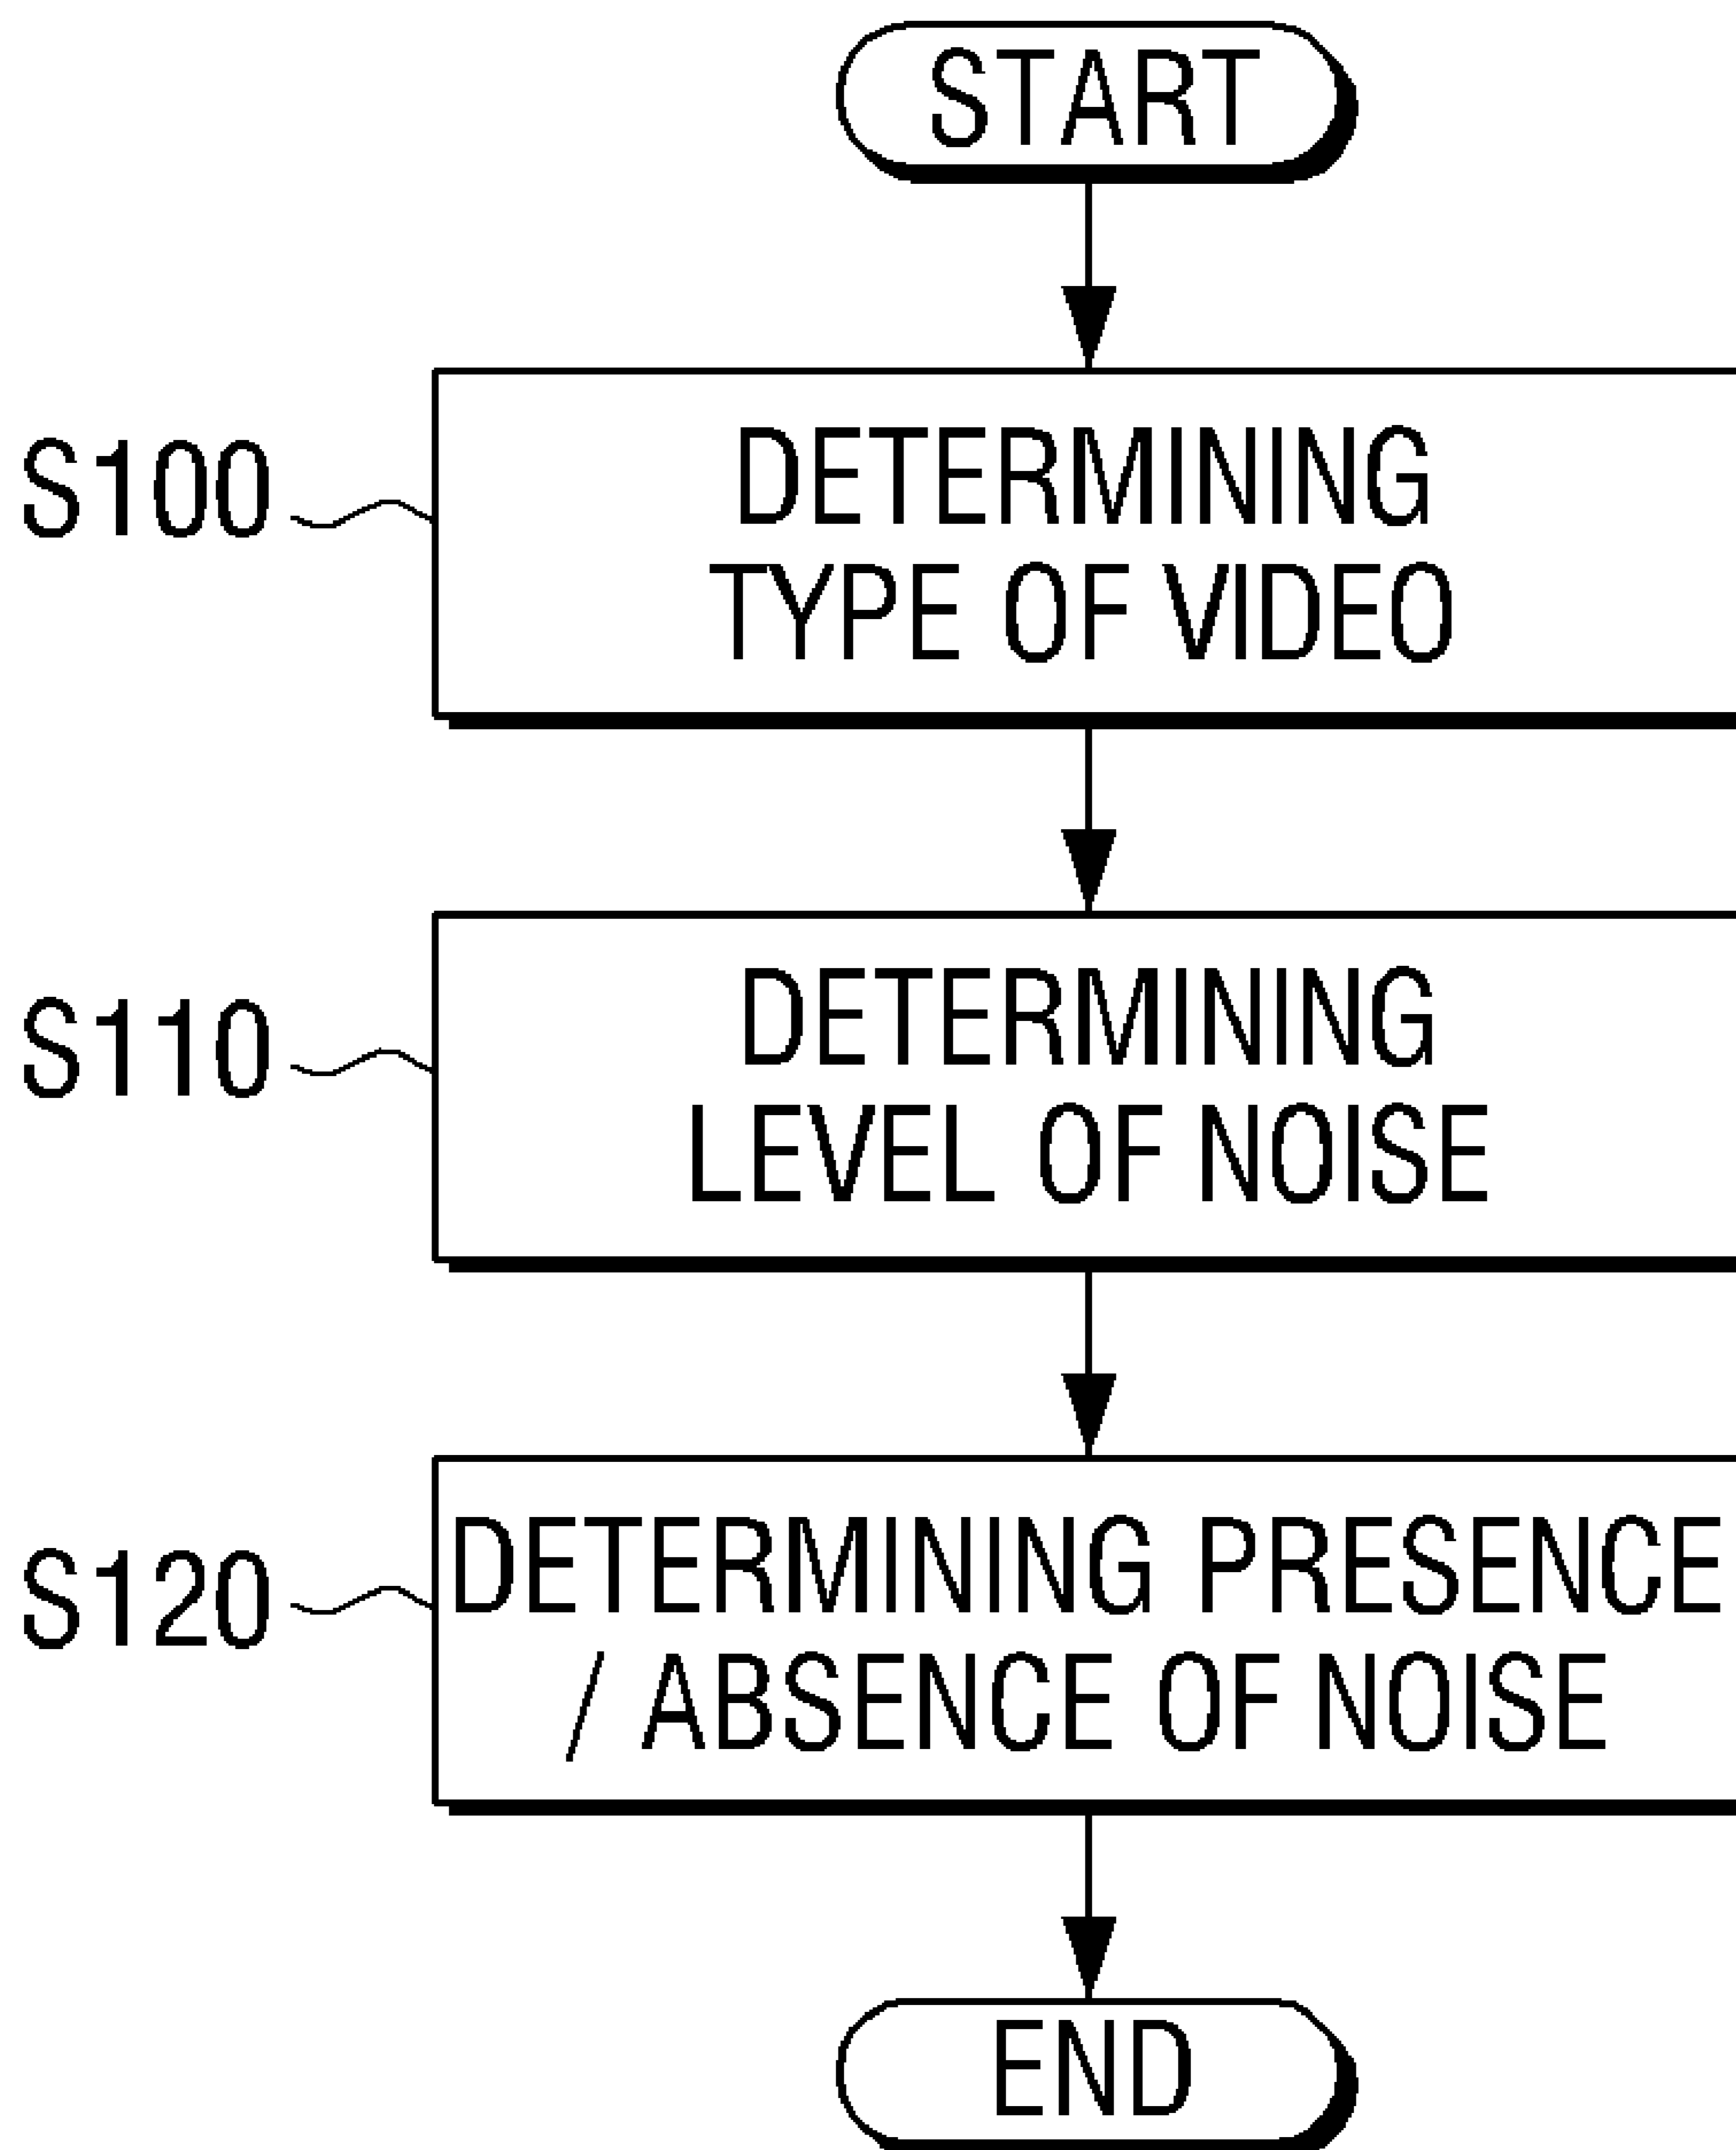 START
S100
DETERMINING
TYPE OF VIDEO
S110
DETERMINING
LEVEL OF NOISE
S120
DETERMINING PRESENCE
/ ABSENCE OF NOISE
END